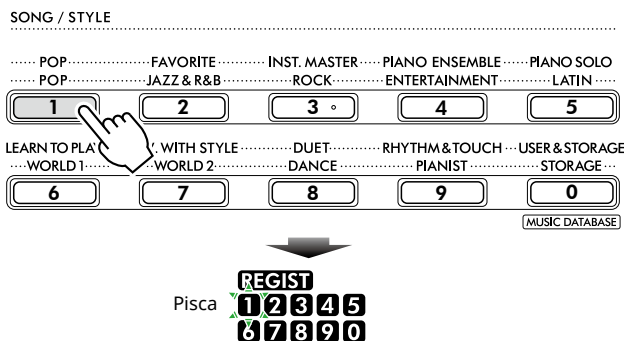 SONG / STYLE
POP FAVORITE INST. MASTER PIANO ENSEMBLE PIANO SOLO
POP JAZZ & R&B ROCK ENTERTAINMENT LATIN
1 2 3 4 5
LEARN TO PLA . WITH STYLE DUET RHYTHM & TOUCH USER & STORAGE
WORLD 1 WORLD 2 DANCE PIANIST STORAGE
6 7 8 9 0
MUSIC DATABASE
REGIST
Pisca 1 2 3 4 5
6 7 8 9 0